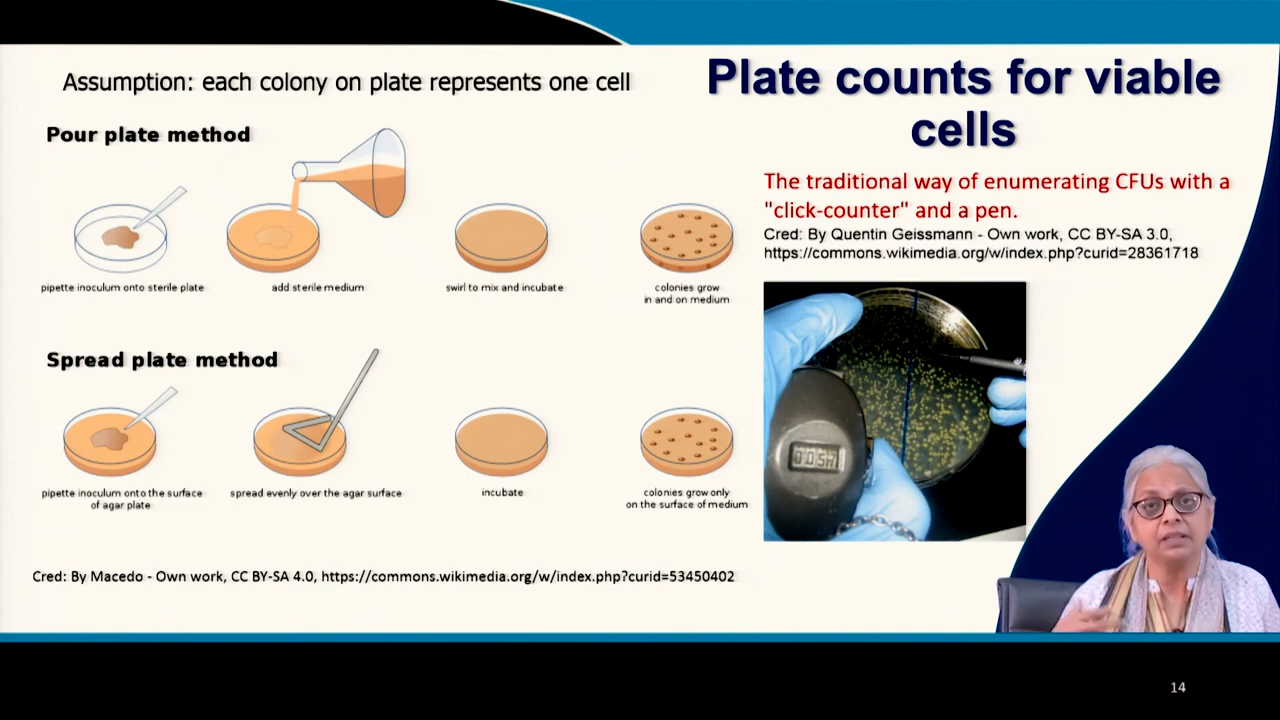 Assumption: each colony on plate represents one cell
Plate counts for viable
cells
Pour plate method
pipette inoculum onto sterile plate
add sterile medium
swirl to mix and incubate
colonies grow
in and on medium
Spread plate method
pipette inoculum onto the surface
of agar plate
spread evenly over the agar surface
incubate
colonies grow only
on the surface of medium
Cred: By Macedo - Own work, CC BY-SA 4.0, https://commons.wikimedia.org/w/index.php?curid=53450402
The traditional way of enumerating CFUs with a
"click-counter" and a pen.
Cred: By Quentin Geissmann - Own work, CC BY-SA 3.0,
https://commons.wikimedia.org/w/index.php?curid=28361718
14